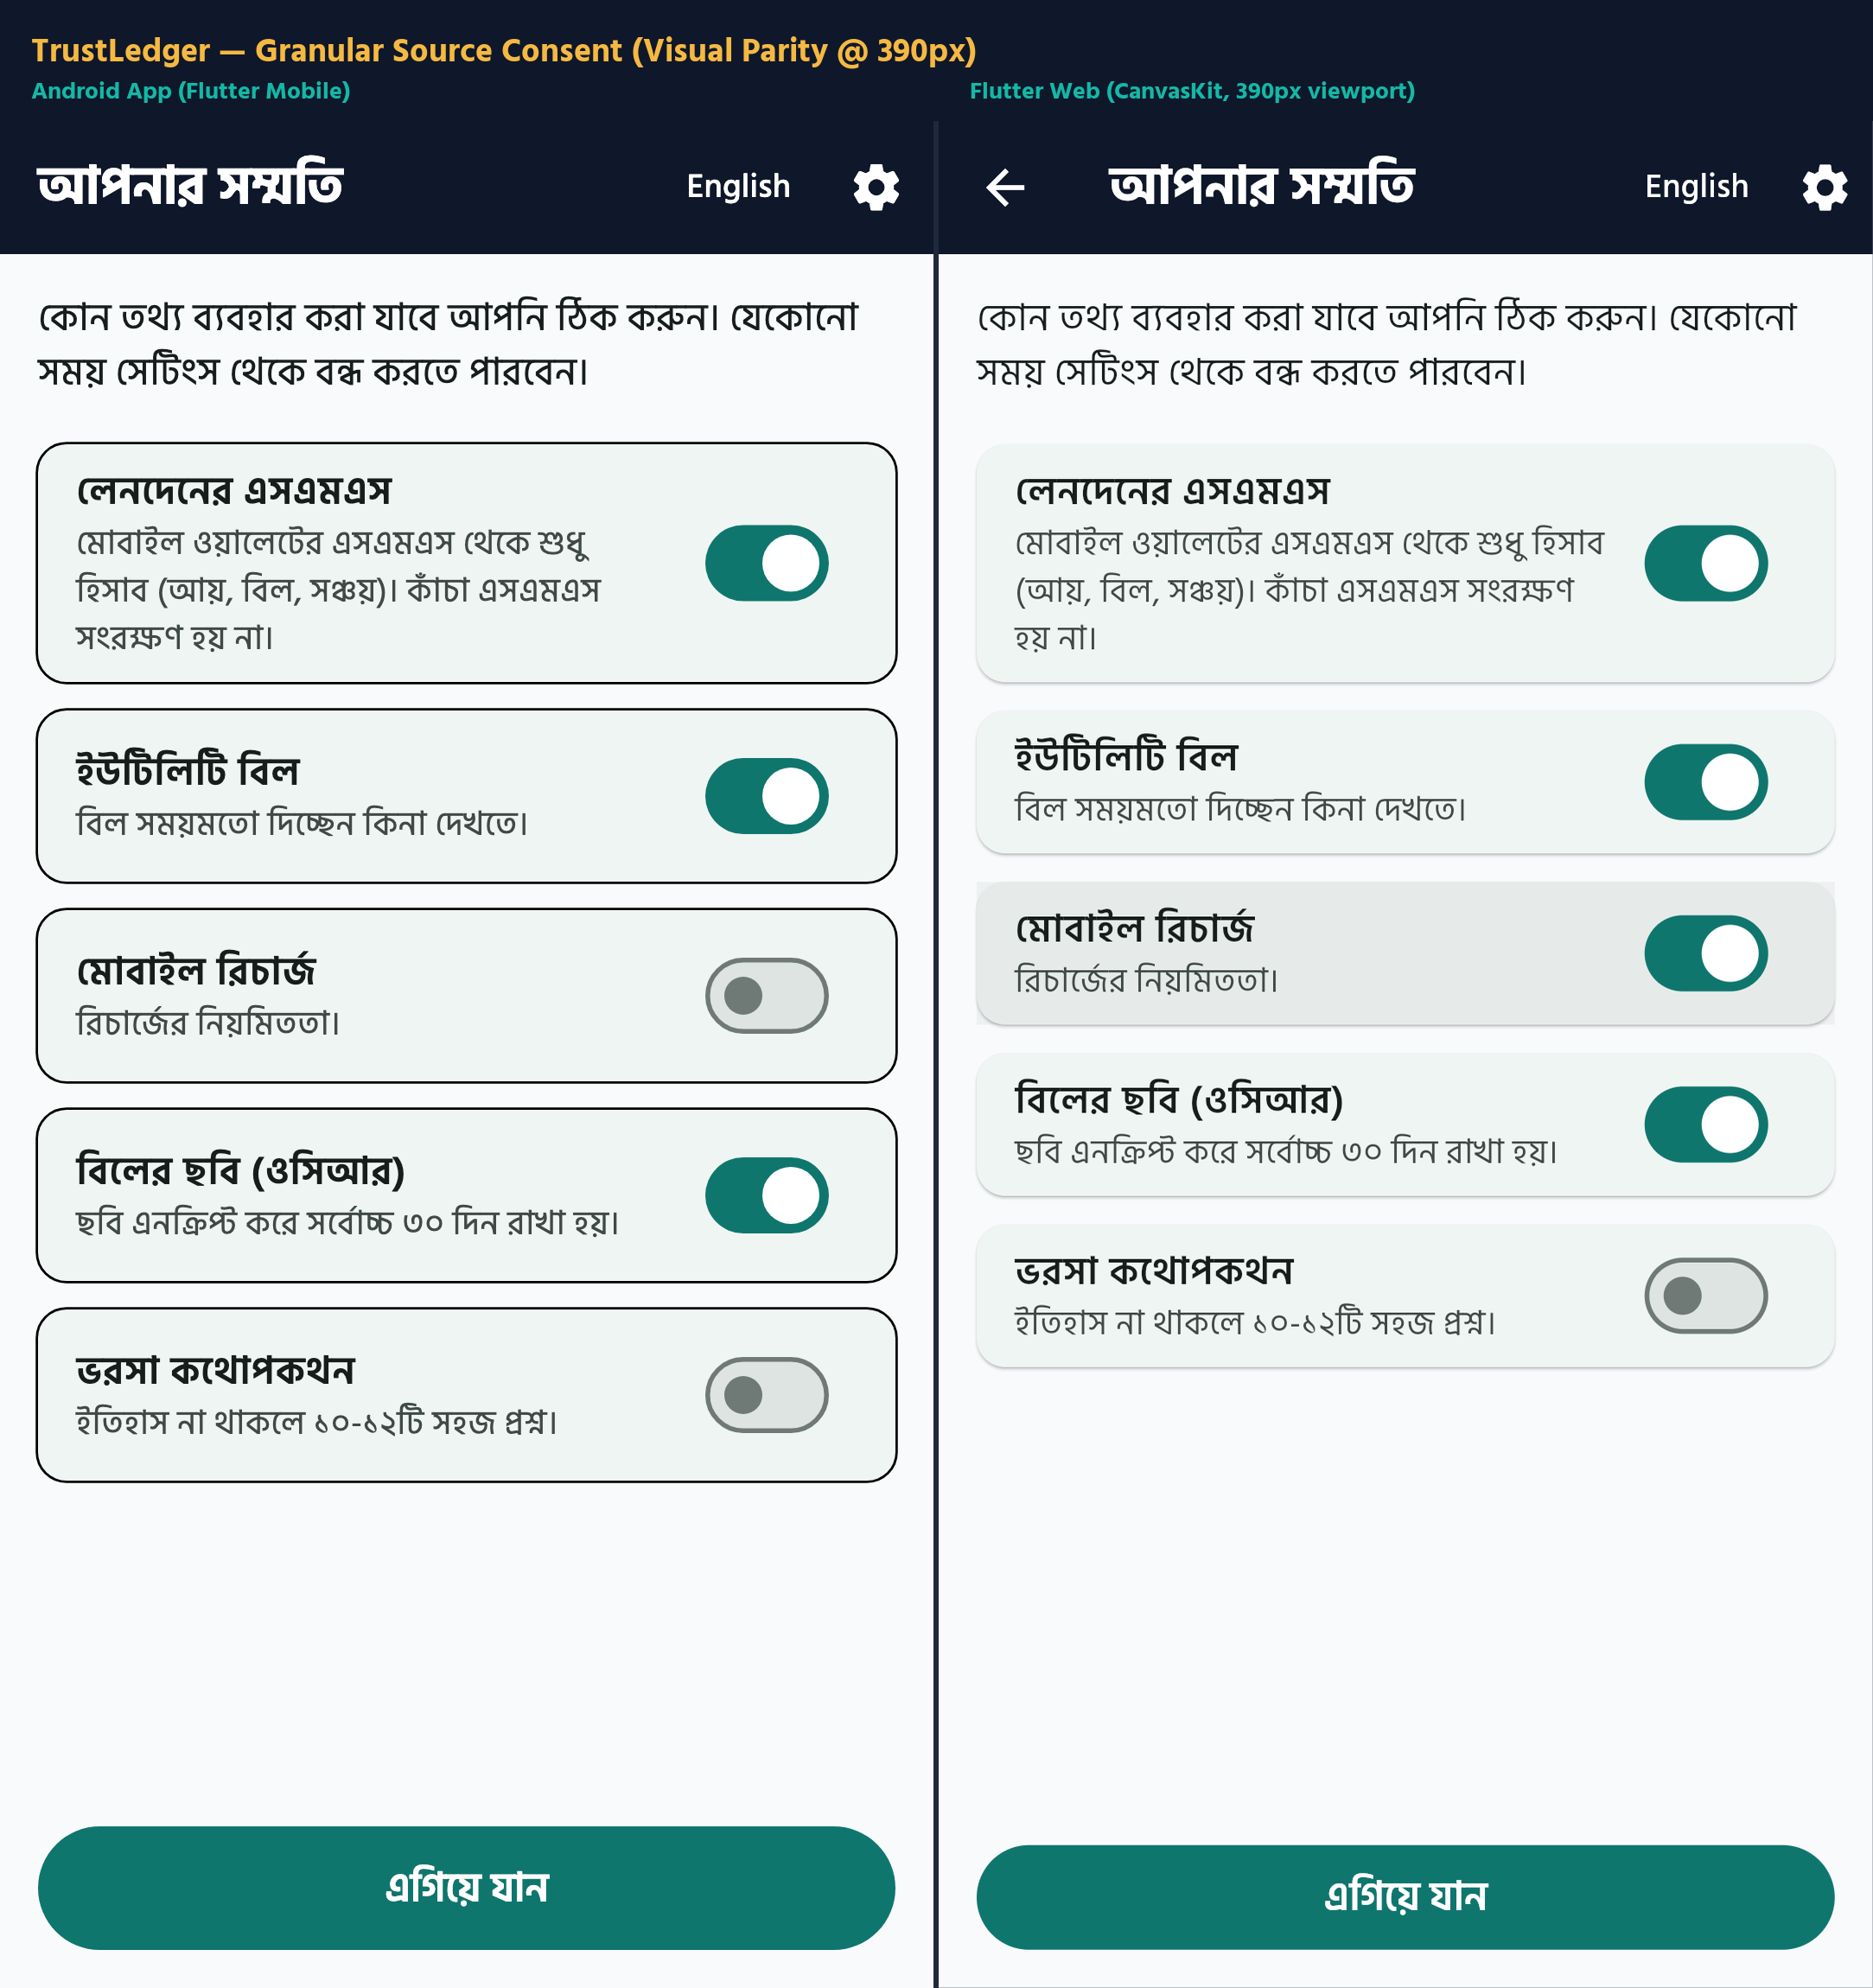 TrustLedger — Granular Source Consent (Visual Parity @ 390px)
Android App (Flutter Mobile)
আপনার সম্মতি
English
কোন তথ্য ব্যবহার করা যাবে আপনি ঠিক করুন। যেকোনো
সময় সেটিংস থেকে বন্ধ করতে পারবেন।
লেনদেনের এসএমএস
মোবাইল ওয়ালেটের এসএমএস থেকে শুধু
হিসাব (আয়, বিল, সঞ্চয়)। কাঁচা এসএমএস
সংরক্ষণ হয় না।
ইউটিলিটি বিল
বিল সময়মতো দিচ্ছেন কিনা দেখতে।
মোবাইল রিচার্জ
রিচার্জের নিয়মিততা।
বিলের ছবি (ওসিআর)
ছবি এনক্রিপ্ট করে সর্বোচ্চ ৩০ দিন রাখা হয়।
ভরসা কথোপকথন
ইতিহাস না থাকলে ১০-১২টি সহজ প্রশ্ন।
এগিয়ে যান
Flutter Web (CanvasKit, 390px viewport)
আপনার সম্মতি
English
কোন তথ্য ব্যবহার করা যাবে আপনি ঠিক করুন। যেকোনো
সময় সেটিংস থেকে বন্ধ করতে পারবেন।
লেনদেনের এসএমএস
মোবাইল ওয়ালেটের এসএমএস থেকে শুধু হিসাব
(আয়, বিল, সঞ্চয়)। কাঁচা এসএমএস সংরক্ষণ
হয় না।
ইউটিলিটি বিল
বিল সময়মতো দিচ্ছেন কিনা দেখতে।
মোবাইল রিচার্জ
রিচার্জের নিয়মিততা।
বিলের ছবি (ওসিআর)
ছবি এনক্রিপ্ট করে সর্বোচ্চ ৩০ দিন রাখা হয়।
ভরসা কথোপকথন
ইতিহাস না থাকলে ১০-১২টি সহজ প্রশ্ন।
এগিয়ে যান